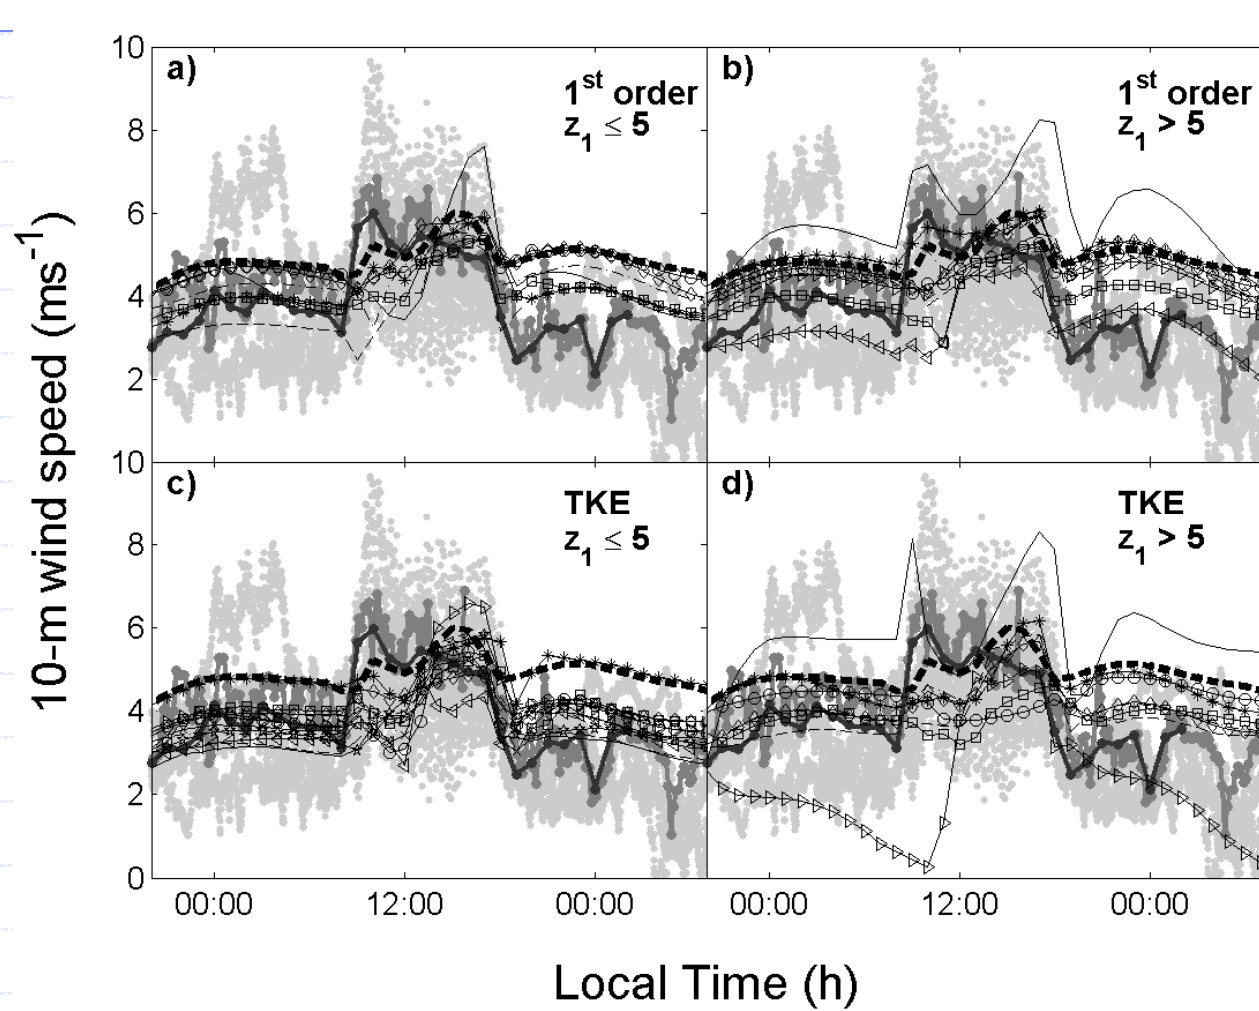 10-m wind speed (ms⁻¹)
10
8
6
4
2
10
8
6
4
2
0
a)
1st order
z1 ≤ 5
b)
1st order
z1 > 5
c)
TKE
z1 ≤ 5
d)
TKE
z1 > 5
00:00 12:00 00:00 00:00 12:00 00:00
Local Time (h)